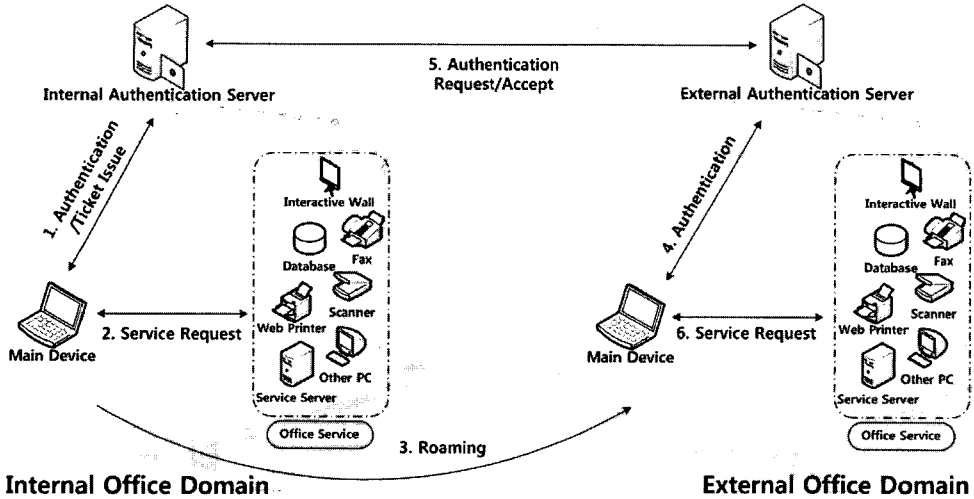 5. Authentication
Request/Accept
Internal Authentication Server
External Authentication Server
1. Authentication
/Ticket Issue
4. Authentication
Interactive Wall
Database
Fax
Web Printer
Scanner
Other PC
Service Server
Office Service
Interactive Wall
Database
Fax
Web Printer
Scanner
Other PC
Service Server
Office Service
Main Device
2. Service Request
Main Device
6. Service Request
3. Roaming
Internal Office Domain
External Office Domain